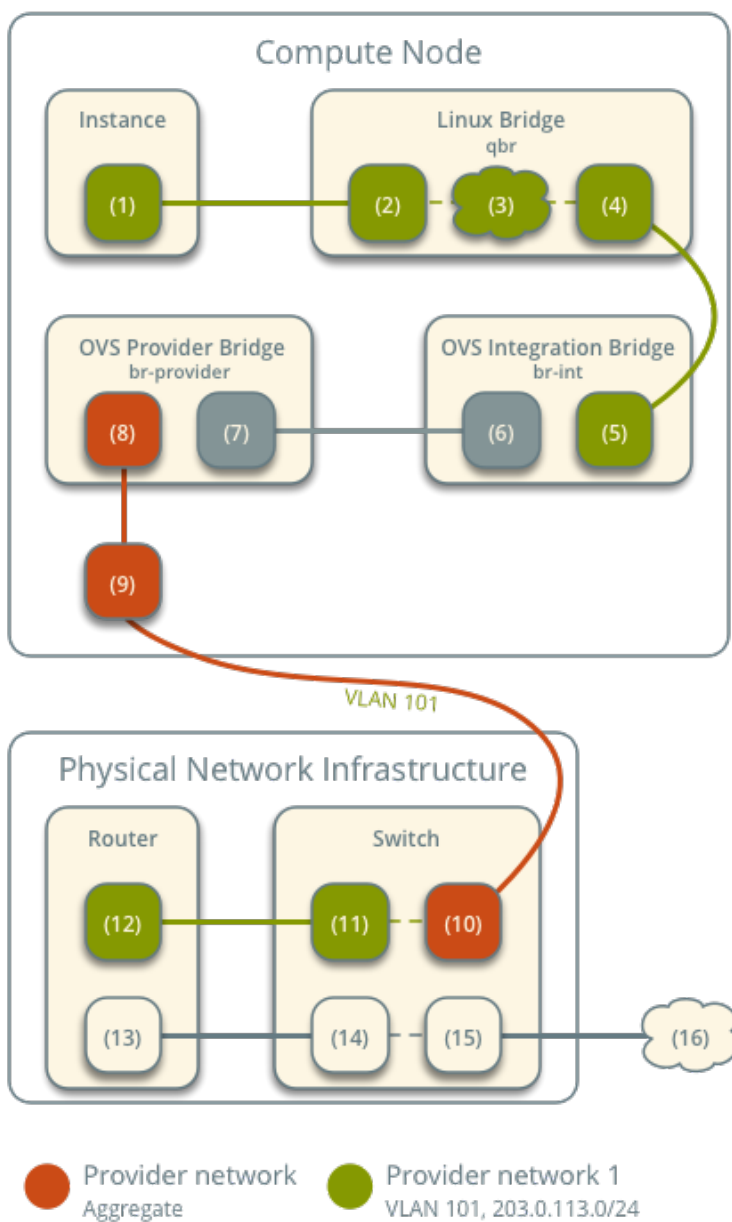 Compute Node
Instance
Linux Bridge
qbr
(1)
(2)
(3)
(4)
OVS Provider Bridge
br-provider
OVS Integration Bridge
br-int
(8)
(7)
(6)
(5)
(9)
VLAN 101
Physical Network Infrastructure
Router
Switch
(12)
(11)
(10)
(13)
(14)
(15)
(16)
Provider network
Aggregate
Provider network 1
VLAN 101, 203.0.113.0/24